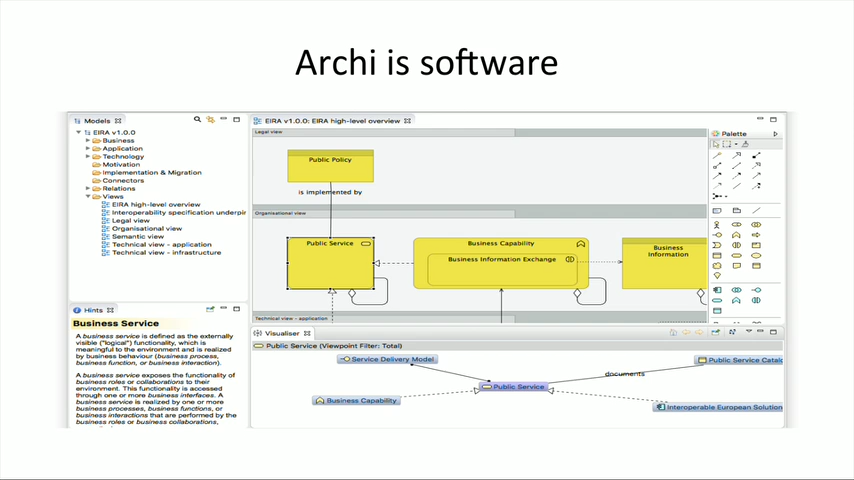 Archi is software
Models
EIRA v1.0.0
Business
Application
Technology
Motivation
Implementation & Migration
Connectors
Relations
Views
EIRA high-level overview
Interoperability specification underpin
Legal view
Organisational view
Semantic view
Technical view - application
Technical view - infrastructure
Hints
Business Service
A business service is defined as the externally
visible ("logical") functionality, which is
meaningful to the environment and is realized
by business behaviour (business process,
business function, or business interaction).
A business service exposes the functionality of
business roles or collaborations to their
environment. This functionality is accessed
through one or more business interfaces. A
business service is realized by one or more
business processes, business functions, or
business interactions that are performed by the
business roles or business collaborations,
EIRA v1.0.0: EIRA high-level overview
Legal view
Public Policy
is implemented by
Organisational view
Public Service
Business Capability
Business Information Exchange
Business
Information
Technical view - application
Palette
Visualiser
Public Service (Viewpoint Filter: Total)
Service Delivery Model
Public Service Catalo
documents
Public Service
Business Capability
Interoperable European Solution